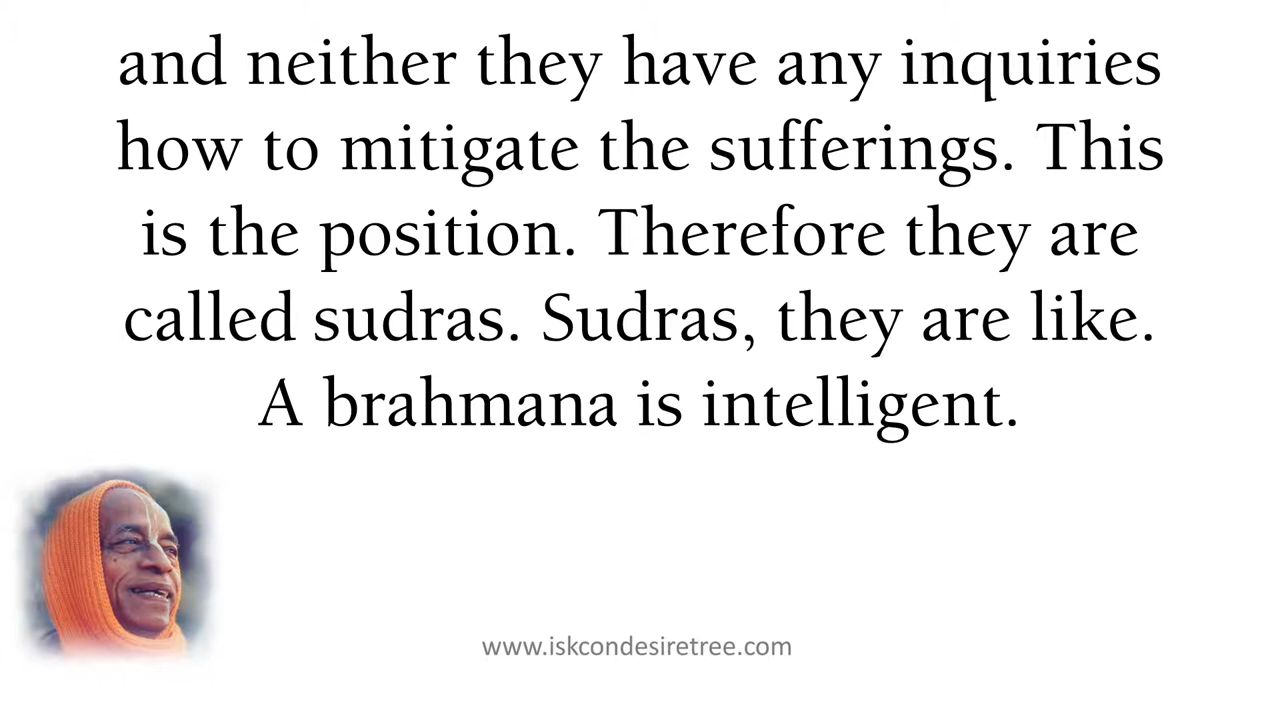 and neither they have any inquiries
how to mitigate the sufferings. This
is the position. Therefore they are
called sudras. Sudras, they are like.
A brahmana is intelligent.
www.iskcondesiretree.com